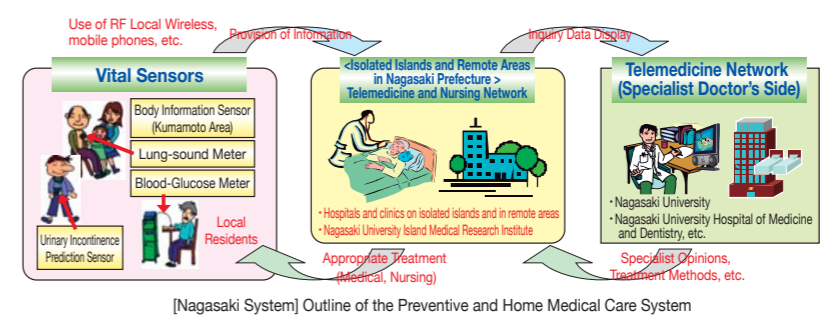 Use of RF Local Wireless,
mobile phones, etc.
Provision of Information
Inquiry Data Display
Vital Sensors
Body Information Sensor
(Kumamoto Area)
Lung-sound Meter
Blood-Glucose Meter
Urinary Incontinence
Prediction Sensor
Local
Residents
<Isolated Islands and Remote Areas
in Nagasaki Prefecture >
Telemedicine and Nursing Network
・Hospitals and clinics on isolated islands and in remote areas
・Nagasaki University Island Medical Research Institute
Telemedicine Network
(Specialist Doctor's Side)
・Nagasaki University
・Nagasaki University Hospital of Medicine
and Dentistry, etc.
Appropriate Treatment
(Medical, Nursing)
Specialist Opinions,
Treatment Methods, etc.
[Nagasaki System] Outline of the Preventive and Home Medical Care System